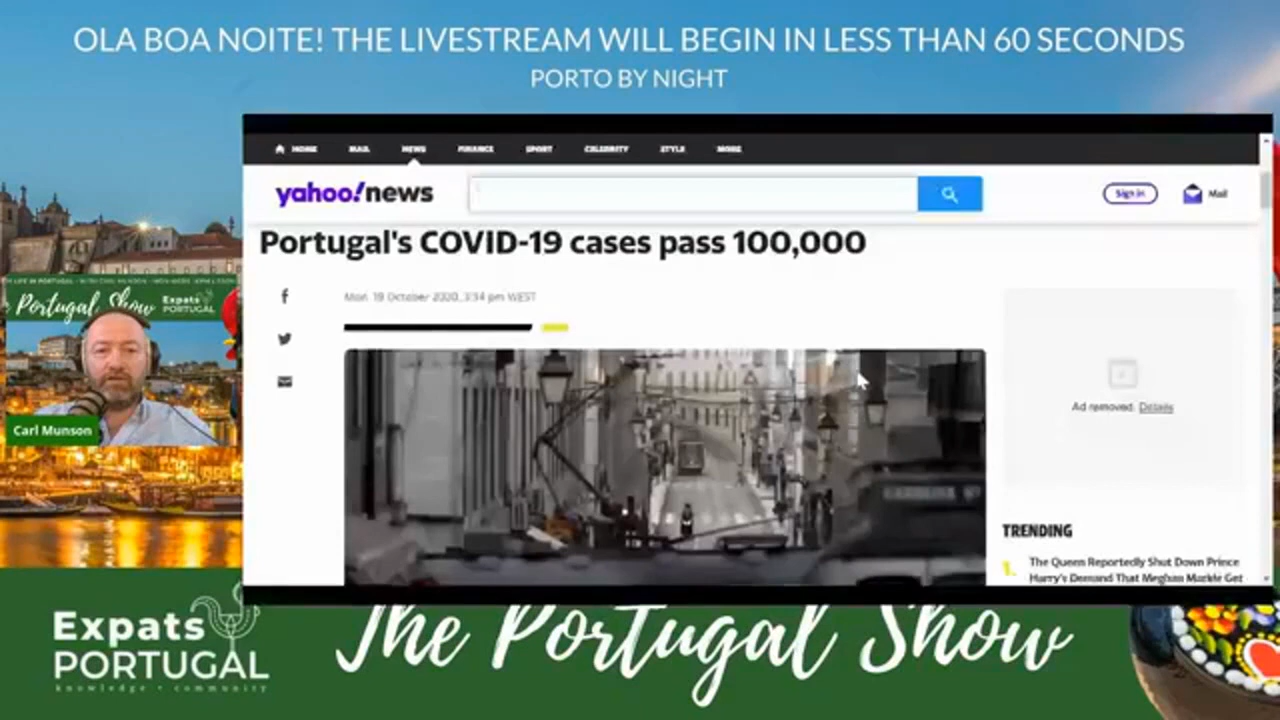 OLA BOA NOITE! THE LIVESTREAM WILL BEGIN IN LESS THAN 60 SECONDS
PORTO BY NIGHT
HOME MAIL NEWS FINANCE SPORT CELEBRITY STYLE MORE
yahoo!news
Sign in
Mail
Portugal's COVID-19 cases pass 100,000
Mon, 19 October 2020, 3:34 pm WEST
Ad removed. Details
TRENDING
1. The Queen Reportedly Shut Down Prince
Harry's Demand That Meghan Markle Get
Portugal Show
Expats
PORTUGAL
Carl Munson
Expats
PORTUGAL
knowledge • community
The Portugal Show